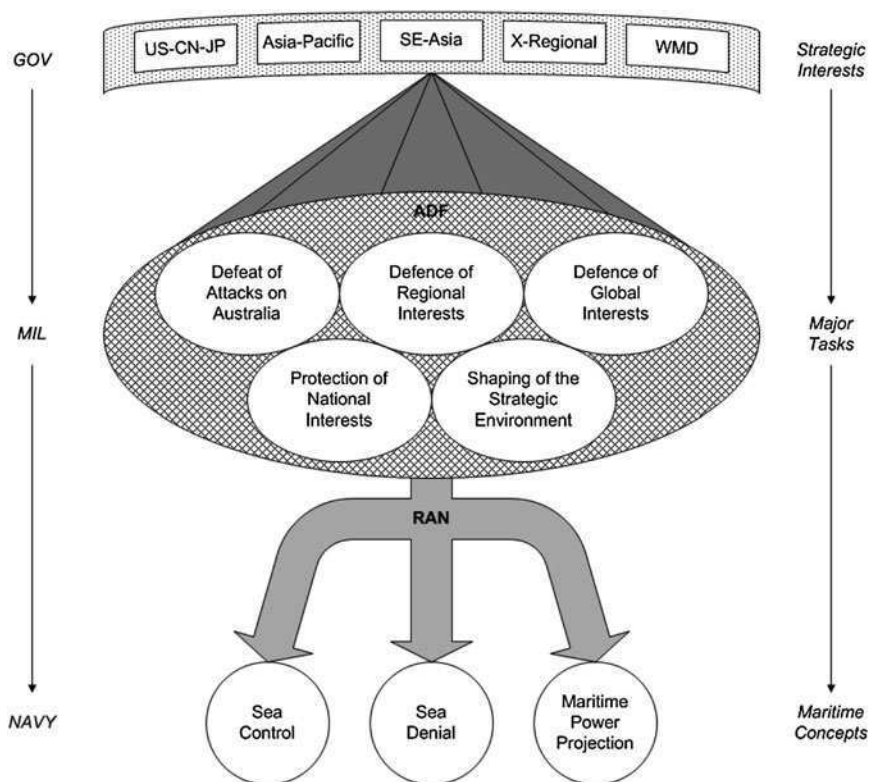 GOV
US-CN-JP
Asia-Pacific
SE-Asia
X-Regional
WMD
Strategic
Interests
ADF
Defeat of
Attacks on
Australia
Defence of
Regional
Interests
Defence of
Global
Interests
MIL
Major
Tasks
Protection of
National
Interests
Shaping of the
Strategic
Environment
RAN
NAVY
Sea
Control
Sea
Denial
Maritime
Power
Projection
Maritime
Concepts